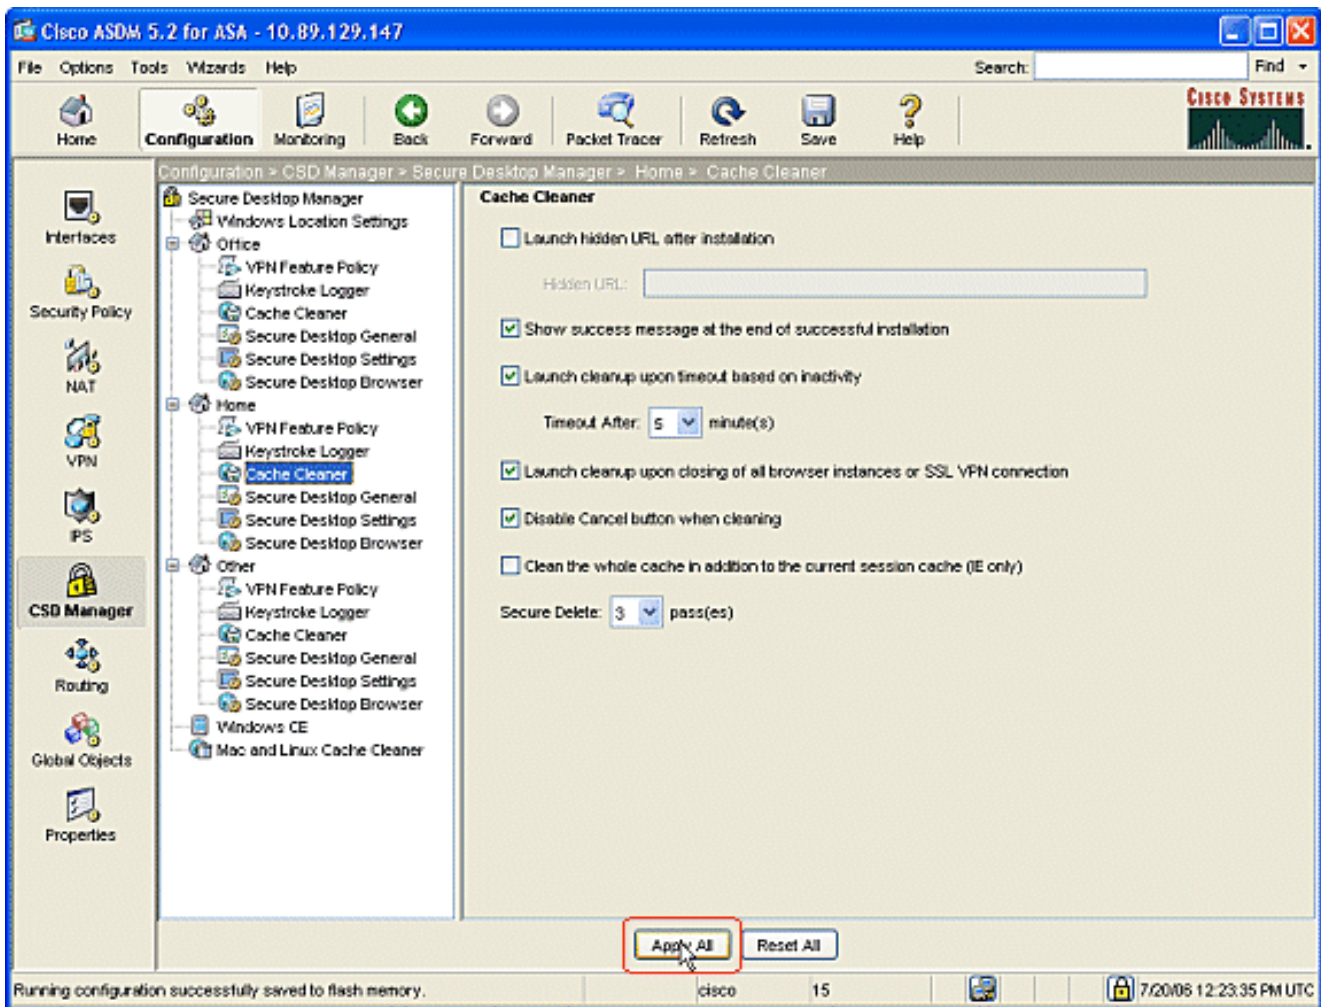 Cisco ASDM 5.2 for ASA - 10.89.129.147
File Options Tools Wizards Help Search: Find
Home Configuration Monitoring Back Forward Packet Tracer Refresh Save Help
CISCO SYSTEMS
Configuration > CSD Manager > Secure Desktop Manager > Home > Cache Cleaner
Interfaces
Security Policy
NAT
VPN
IPS
CSD Manager
Routing
Global Objects
Properties
Secure Desktop Manager
Windows Location Settings
Office
VPN Feature Policy
Keystroke Logger
Cache Cleaner
Secure Desktop General
Secure Desktop Settings
Secure Desktop Browser
Home
VPN Feature Policy
Keystroke Logger
Cache Cleaner
Secure Desktop General
Secure Desktop Settings
Secure Desktop Browser
Other
VPN Feature Policy
Keystroke Logger
Cache Cleaner
Secure Desktop General
Secure Desktop Settings
Secure Desktop Browser
Windows CE
Mac and Linux Cache Cleaner
Cache Cleaner
Launch hidden URL after installation
Hidden URL:
Show success message at the end of successful installation
Launch cleanup upon timeout based on inactivity
Timeout After: 5 minute(s)
Launch cleanup upon closing of all browser instances or SSL VPN connection
Disable Cancel button when cleaning
Clean the whole cache in addition to the current session cache (IE only)
Secure Delete: 3 pass(es)
Apply All Reset All
Running configuration successfully saved to flash memory. cisco 15 7/20/06 12:23:35 PM UTC